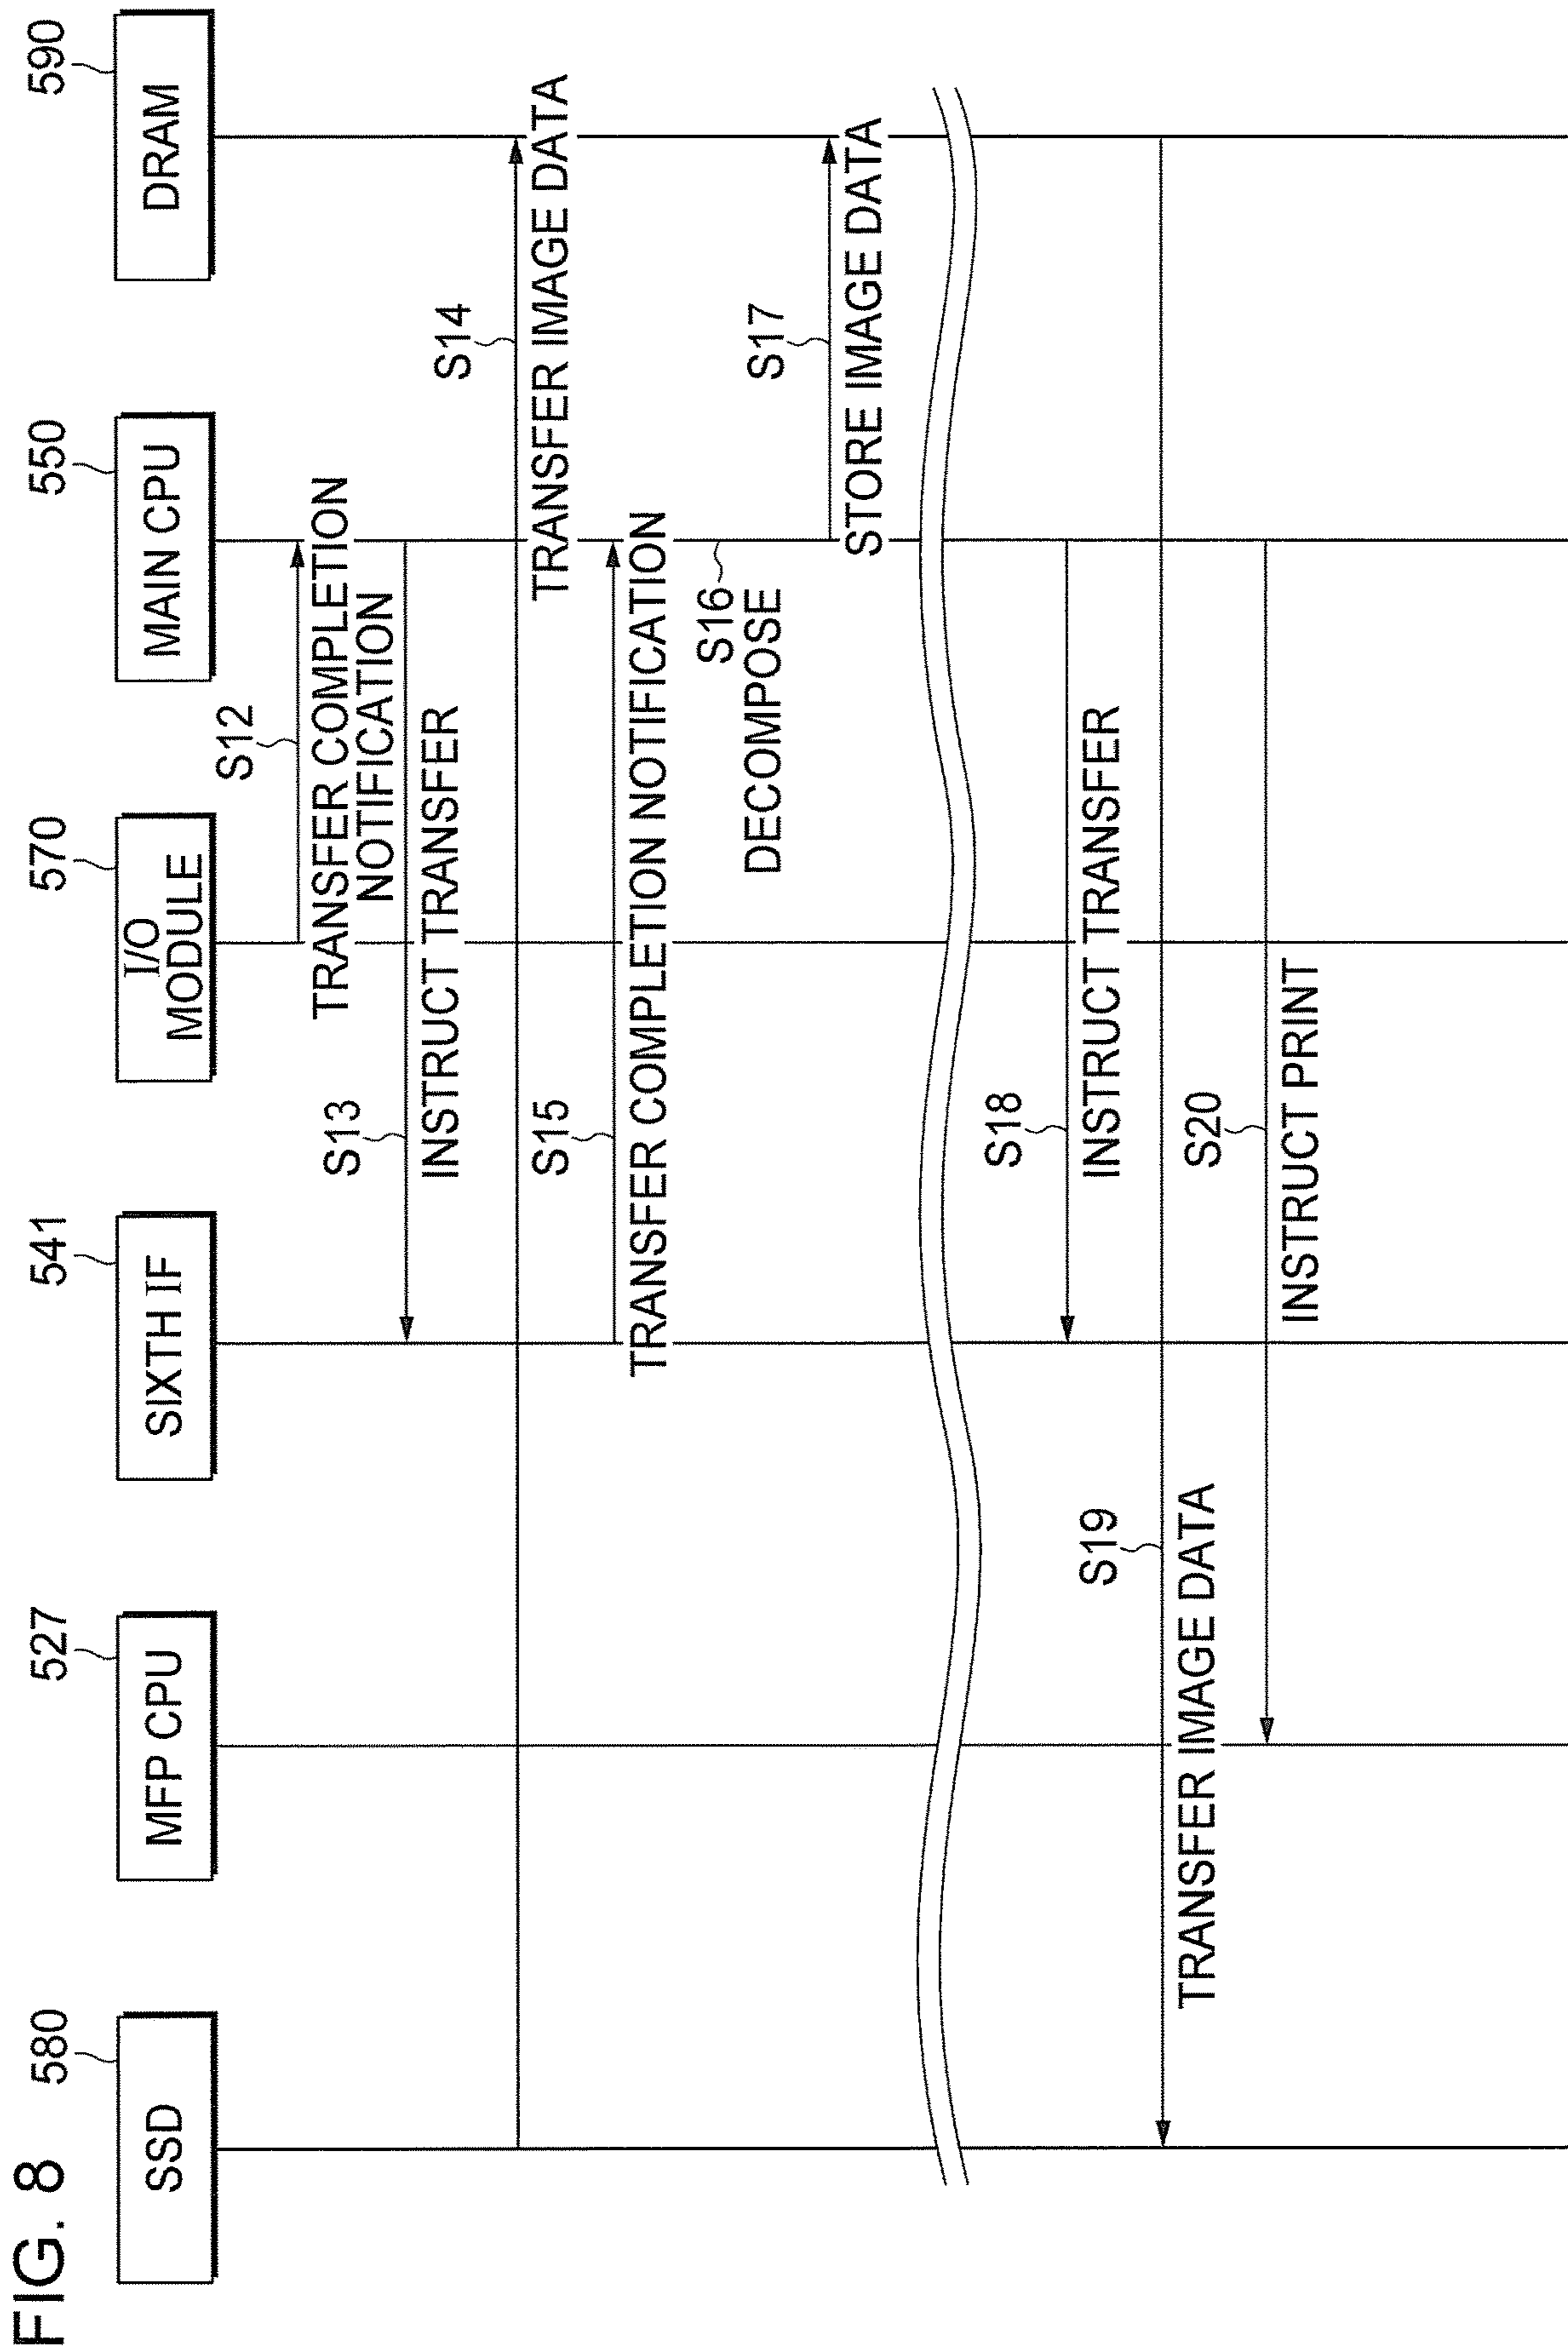 FIG. 8
580
527
541
570
550
590
SSD
MFP CPU
SIXTH IF
I/O
MODULE
MAIN CPU
DRAM
S12
TRANSFER COMPLETION
NOTIFICATION
S13
INSTRUCT TRANSFER
S14
TRANSFER IMAGE DATA
S15
TRANSFER COMPLETION NOTIFICATION
S16
DECOMPOSE
S17
STORE IMAGE DATA
S18
INSTRUCT TRANSFER
S19
TRANSFER IMAGE DATA
S20
INSTRUCT PRINT